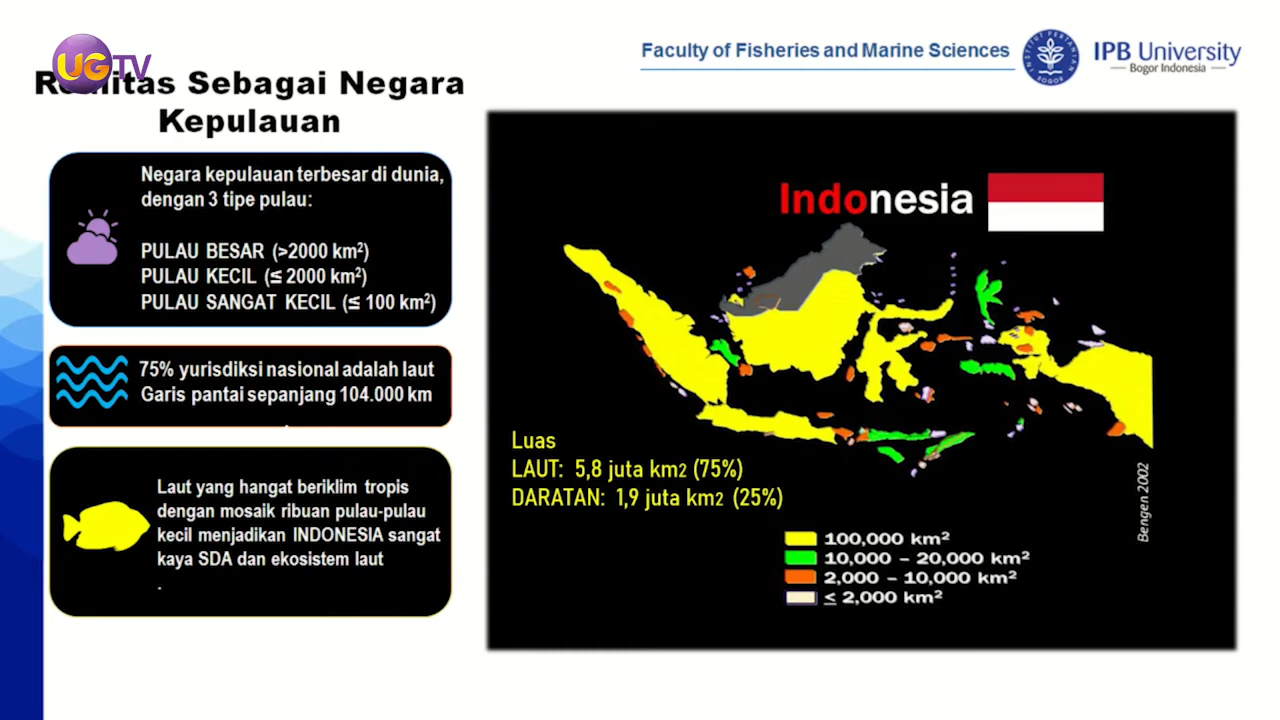 UGTV
Faculty of Fisheries and Marine Sciences
INSTITUT PERTANIAN BOGOR
IPB University
Bogor Indonesia
Realitas Sebagai Negara
Kepulauan
Negara kepulauan terbesar di dunia,
dengan 3 tipe pulau:
PULAU BESAR (>2000 km²)
PULAU KECIL (≤ 2000 km²)
PULAU SANGAT KECIL (≤ 100 km²)
75% yurisdiksi nasional adalah laut
Garis pantai sepanjang 104.000 km
Laut yang hangat beriklim tropis
dengan mosaik ribuan pulau-pulau
kecil menjadikan INDONESIA sangat
kaya SDA dan ekosistem laut
.
Indonesia
Luas
LAUT: 5,8 juta km2 (75%)
DARATAN: 1,9 juta km2 (25%)
Bengen 2002
100,000 km²
10,000 – 20,000 km²
2,000 – 10,000 km²
≤ 2,000 km²